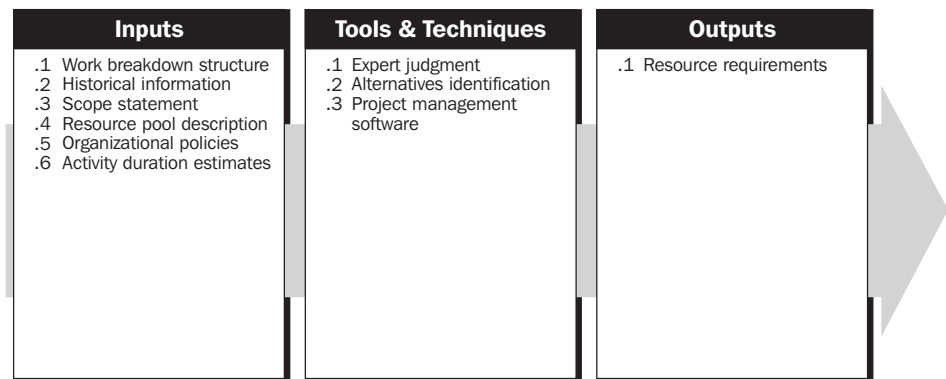 Inputs
.1 Work breakdown structure
.2 Historical information
.3 Scope statement
.4 Resource pool description
.5 Organizational policies
.6 Activity duration estimates
Tools & Techniques
.1 Expert judgment
.2 Alternatives identification
.3 Project management
software
Outputs
.1 Resource requirements